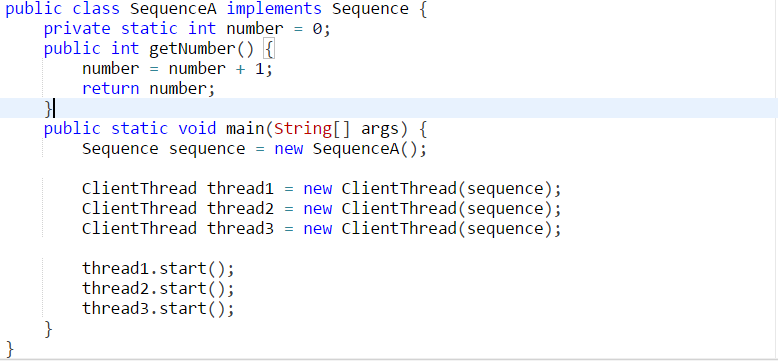 public class SequenceA implements Sequence {
    private static int number = 0;
    public int getNumber() {
        number = number + 1;
        return number;
    }
    public static void main(String[] args) {
        Sequence sequence = new SequenceA();

        ClientThread thread1 = new ClientThread(sequence);
        ClientThread thread2 = new ClientThread(sequence);
        ClientThread thread3 = new ClientThread(sequence);

        thread1.start();
        thread2.start();
        thread3.start();
    }
}